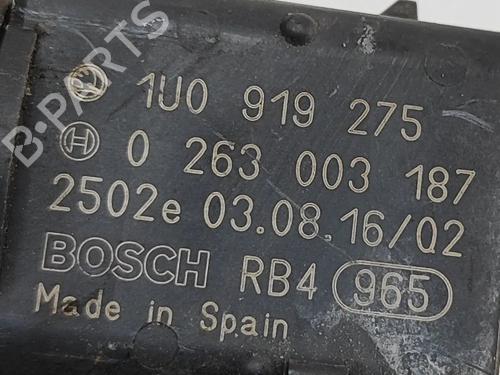 1U0 919 275
0 263 003 187
2502e 03.08.16/02
BOSCH RB4 965
Made in Spain
B-PARTS